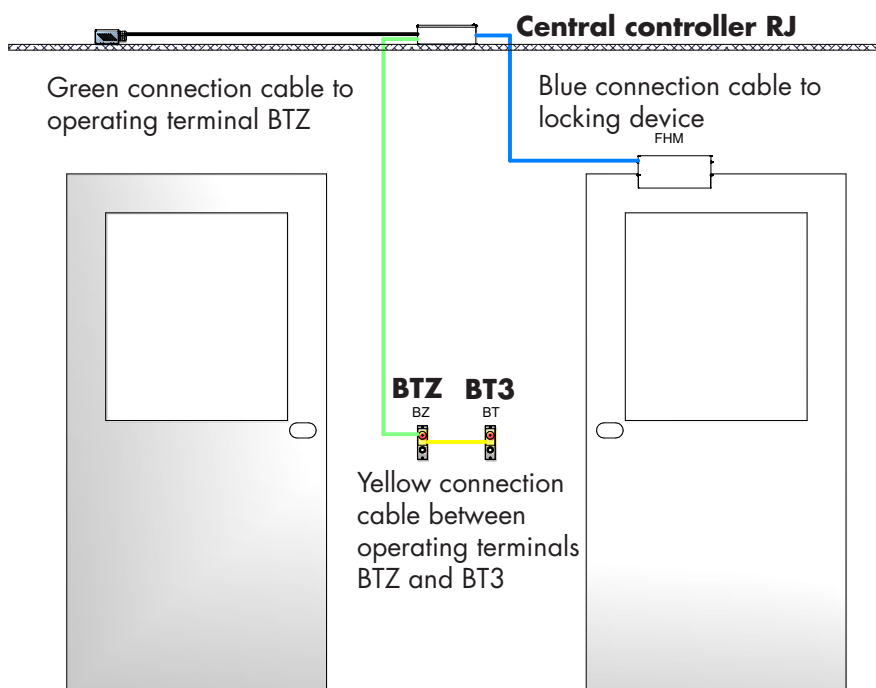 Central controller RJ
Green connection cable to
operating terminal BTZ
Blue connection cable to
locking device
FHM
BTZ BT3
BZ BT
Yellow connection
cable between
operating terminals
BTZ and BT3